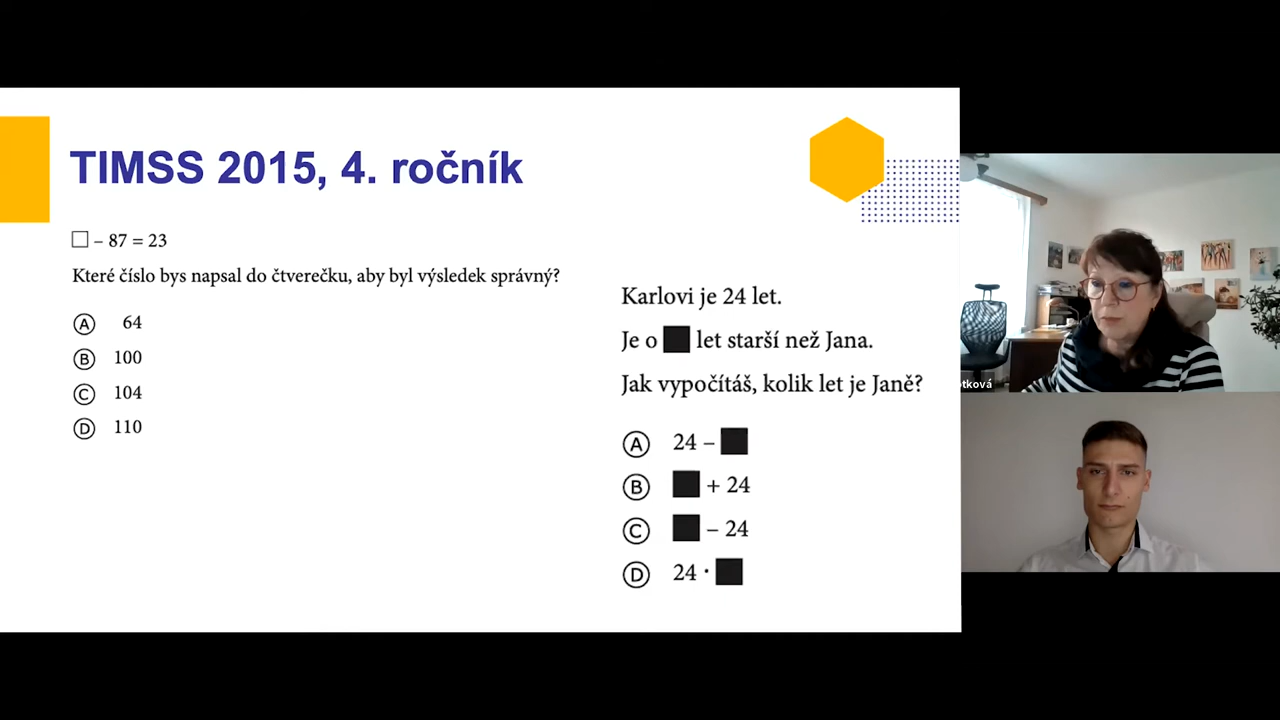 TIMSS 2015, 4. ročník
□ – 87 = 23
Které číslo bys napsal do čtverečku, aby byl výsledek správný?
A 64
B 100
C 104
D 110
Karlovi je 24 let.
Je o ■ let starší než Jana.
Jak vypočítáš, kolik let je Janě?
A 24 – ■
B ■ + 24
C ■ – 24
D 24 · ■